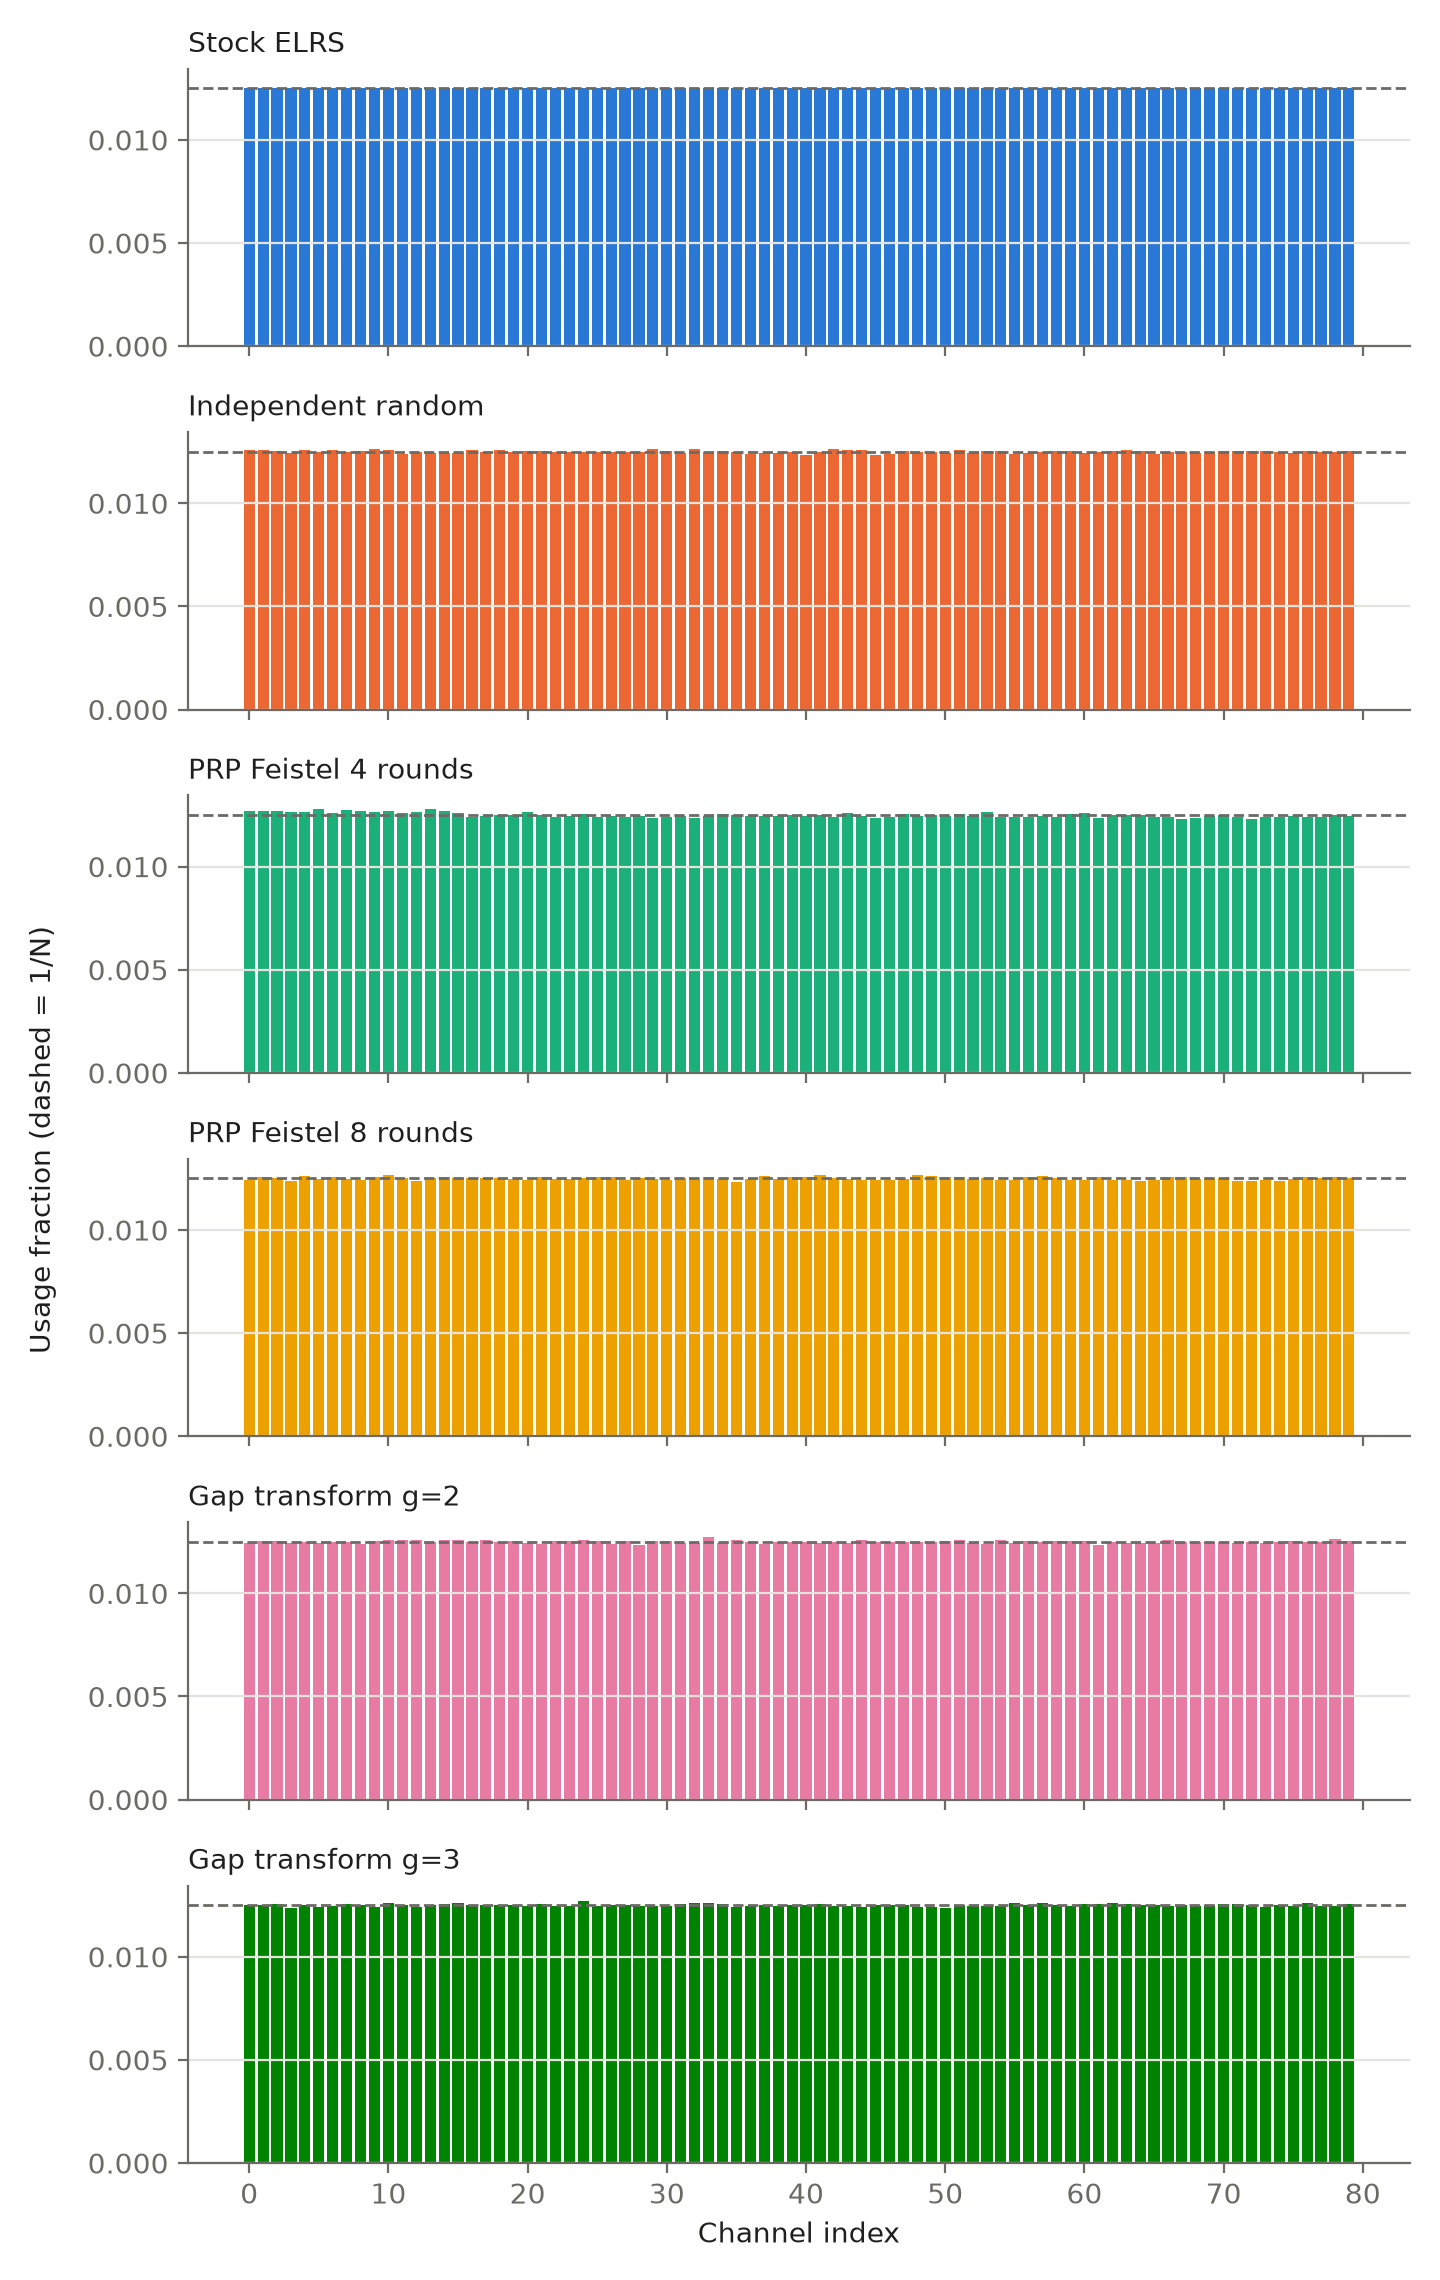 Stock ELRS
0.010
0.005
0.000
Independent random
0.010
0.005
0.000
PRP Feistel 4 rounds
0.010
0.005
0.000
PRP Feistel 8 rounds
0.010
0.005
0.000
Gap transform g=2
0.010
0.005
0.000
Gap transform g=3
0.010
0.005
0.000
0 10 20 30 40 50 60 70 80
Channel index
Usage fraction (dashed = 1/N)